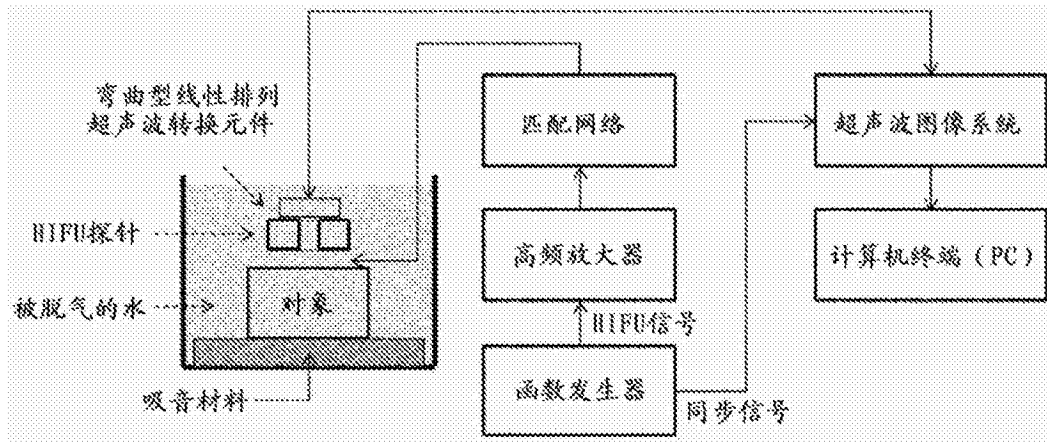 弯曲型线性排列
超声波转换元件
HIFU探针
被脱气的水
对象
吸音材料
匹配网络
高频放大器
HIFU信号
函数发生器
同步信号
超声波图像系统
计算机终端（PC）